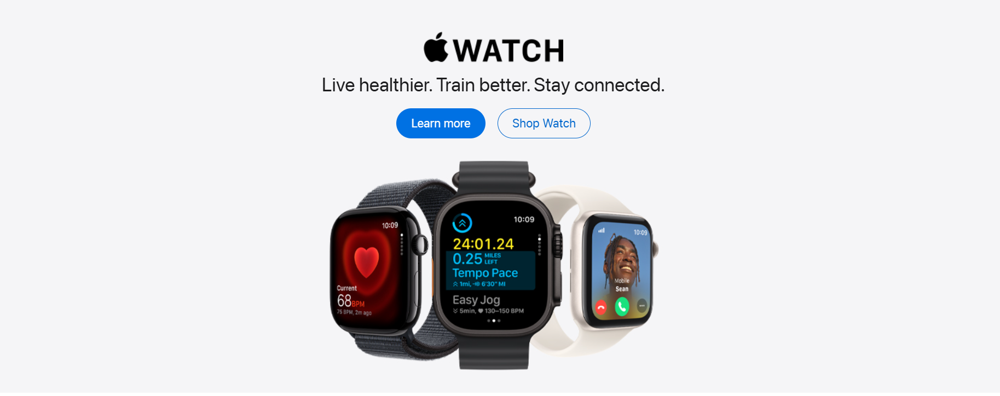 WATCH
Live healthier. Train better. Stay connected.
Learn more
Shop Watch
10:09
Current
68 BPM
75 BPM, 2m ago
10:09
24:01.24
0.25 MILES LEFT
Tempo Pace
1mi, 6'30" MI
Easy Jog
5min, 130–150 BPM
10:09
Mobile
Sean